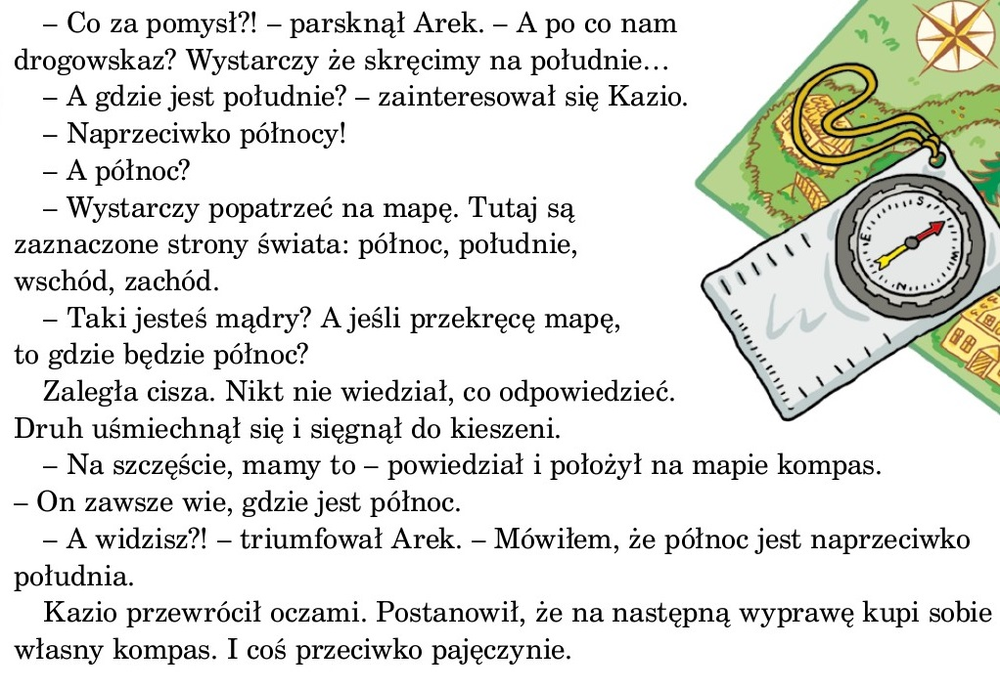 – Co za pomysł?! – parsknął Arek. – A po co nam
drogowskaz? Wystarczy że skręcimy na południe…
– A gdzie jest południe? – zainteresował się Kazio.
– Naprzeciwko północy!
– A północ?
– Wystarczy popatrzeć na mapę. Tutaj są
zaznaczone strony świata: północ, południe,
wschód, zachód.
– Taki jesteś mądry? A jeśli przekręcę mapę,
to gdzie będzie północ?
Zaległa cisza. Nikt nie wiedział, co odpowiedzieć.
Druh uśmiechnął się i sięgnął do kieszeni.
– Na szczęście, mamy to – powiedział i położył na mapie kompas.
– On zawsze wie, gdzie jest północ.
– A widzisz?! – triumfował Arek. – Mówiłem, że północ jest naprzeciwko
południa.
Kazio przewrócił oczami. Postanowił, że na następną wyprawę kupi sobie
własny kompas. I coś przeciwko pajęczynie.
S
E
W
N